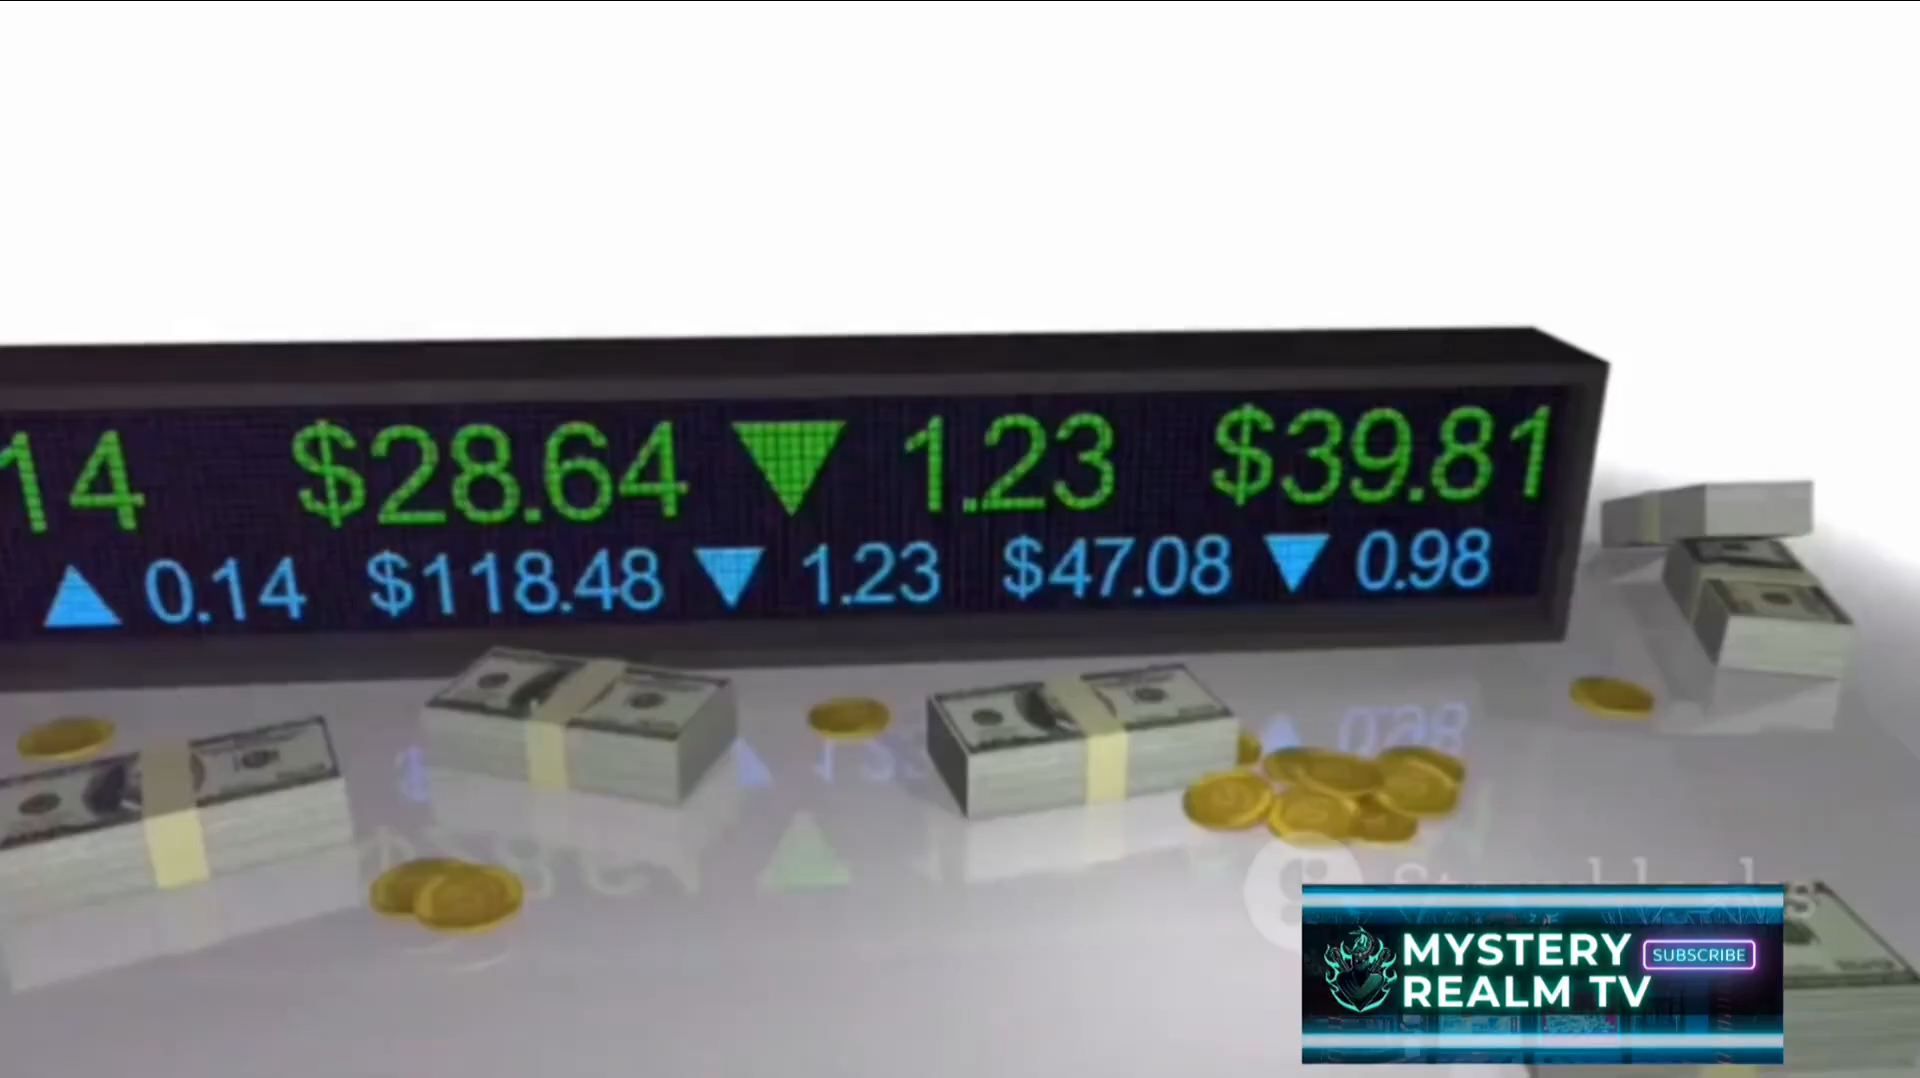 14 $28.64 ▼ 1.23 $39.81
▲ 0.14 $118.48 ▼ 1.23 $47.08 ▼ 0.98
MYSTERY
REALM TV
SUBSCRIBE